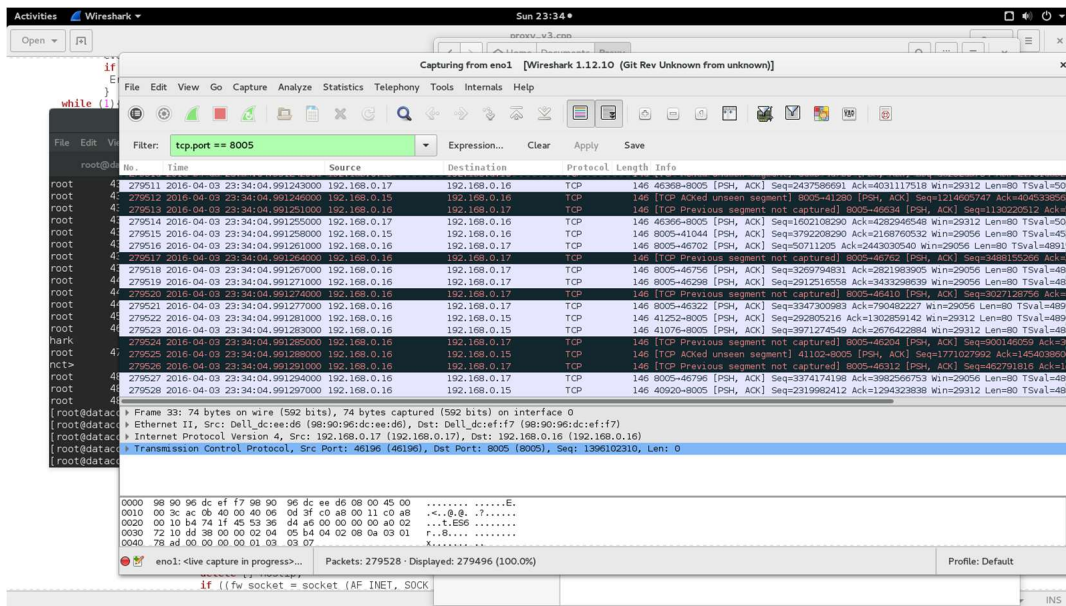 Activities Wireshark Sun 23:34
Open
proxy_v3.cpp
Home Documents Proxy
if
while (1){
File Edit
Capturing from eno1 [Wireshark 1.12.10 (Git Rev Unknown from unknown)]
File Edit View Go Capture Analyze Statistics Telephony Tools Internals Help
Filter: tcp.port == 8005 Expression... Clear Apply Save
No. Time Source Destination Protocol Length Info
279511 2016-04-03 23:34:04.991243000 192.168.0.17 192.168.0.16 TCP 146 46368→8005 [PSH, ACK] Seq=2437586691 Ack=4031117518 Win=29312 Len=80 TSval=50
279512 2016-04-03 23:34:04.991246000 192.168.0.15 192.168.0.16 TCP 146 [TCP ACKed unseen segment] 8005→41280 [PSH, ACK] Seq=1214605747 Ack=404533856
279513 2016-04-03 23:34:04.991251000 192.168.0.16 192.168.0.17 TCP 146 [TCP Previous segment not captured] 8005→46634 [PSH, ACK] Seq=1130220512 Ack=
279514 2016-04-03 23:34:04.991255000 192.168.0.17 192.168.0.16 TCP 146 46366→8005 [PSH, ACK] Seq=1602108290 Ack=4282946548 Win=29312 Len=80 TSval=50
279515 2016-04-03 23:34:04.991258000 192.168.0.15 192.168.0.16 TCP 146 8005→41044 [PSH, ACK] Seq=3792208290 Ack=2168760532 Win=29056 Len=80 TSval=45
279516 2016-04-03 23:34:04.991261000 192.168.0.16 192.168.0.17 TCP 146 8005→46702 [PSH, ACK] Seq=50711205 Ack=2443030540 Win=29056 Len=80 TSval=4891
279517 2016-04-03 23:34:04.991264000 192.168.0.16 192.168.0.17 TCP 146 [TCP Previous segment not captured] 8005→46762 [PSH, ACK] Seq=3488155266 Ack=
279518 2016-04-03 23:34:04.991267000 192.168.0.16 192.168.0.17 TCP 146 8005→46756 [PSH, ACK] Seq=3269794831 Ack=2821983905 Win=29056 Len=80 TSval=48
279519 2016-04-03 23:34:04.991271000 192.168.0.16 192.168.0.17 TCP 146 8005→46298 [PSH, ACK] Seq=2912516558 Ack=3433298639 Win=29056 Len=80 TSval=48
279520 2016-04-03 23:34:04.991274000 192.168.0.16 192.168.0.17 TCP 146 [TCP Previous segment not captured] 8005→46410 [PSH, ACK] Seq=3027128756 Ack=
279521 2016-04-03 23:34:04.991277000 192.168.0.16 192.168.0.17 TCP 146 8005→46322 [PSH, ACK] Seq=3347300980 Ack=790482227 Win=29056 Len=80 TSval=489
279522 2016-04-03 23:34:04.991281000 192.168.0.16 192.168.0.15 TCP 146 41252→8005 [PSH, ACK] Seq=292805216 Ack=1302859142 Win=29312 Len=80 TSval=489
279523 2016-04-03 23:34:04.991283000 192.168.0.16 192.168.0.15 TCP 146 41076→8005 [PSH, ACK] Seq=3971274549 Ack=2676422884 Win=29312 Len=80 TSval=48
279524 2016-04-03 23:34:04.991285000 192.168.0.16 192.168.0.17 TCP 146 [TCP Previous segment not captured] 8005→46204 [PSH, ACK] Seq=900146059 Ack=3
279525 2016-04-03 23:34:04.991288000 192.168.0.16 192.168.0.15 TCP 146 [TCP ACKed unseen segment] 41102→8005 [PSH, ACK] Seq=1771027992 Ack=145403860
279526 2016-04-03 23:34:04.991291000 192.168.0.16 192.168.0.17 TCP 146 [TCP Previous segment not captured] 8005→46312 [PSH, ACK] Seq=462791816 Ack=1
279527 2016-04-03 23:34:04.991294000 192.168.0.16 192.168.0.17 TCP 146 8005→46796 [PSH, ACK] Seq=3374174198 Ack=3982566753 Win=29056 Len=80 TSval=48
279528 2016-04-03 23:34:04.991297000 192.168.0.16 192.168.0.15 TCP 146 40920→8005 [PSH, ACK] Seq=2319982412 Ack=1294323838 Win=29312 Len=80 TSval=48
root
root
root
root
root
root
root
root
root
root
root
root
root
hark
root
nct>
root
root
root
[root@datacc
[root@datacc
[root@datacc
[root@datacc
[root@datacc
Frame 33: 74 bytes on wire (592 bits), 74 bytes captured (592 bits) on interface 0
Ethernet II, Src: Dell_dc:ee:d6 (98:90:96:dc:ee:d6), Dst: Dell_dc:ef:f7 (98:90:96:dc:ef:f7)
Internet Protocol Version 4, Src: 192.168.0.17 (192.168.0.17), Dst: 192.168.0.16 (192.168.0.16)
Transmission Control Protocol, Src Port: 46196 (46196), Dst Port: 8005 (8005), Seq: 1396102310, Len: 0
0000 98 90 96 dc ef f7 98 90 96 dc ee d6 08 00 45 00 ........ ......E.
0010 00 3c ac 0b 40 00 40 06 0d 3f c0 a8 00 11 c0 a8 .<..@.@. .?......
0020 00 10 b4 74 1f 45 53 36 d4 a6 00 00 00 00 a0 02 ...t.ES6 ........
0030 72 10 dd 38 00 00 02 04 05 b4 04 02 08 0a 03 01 r..8.... ........
0040 78 ad 00 00 00 00 01 03 03 07 x....... ..
eno1: <live capture in progress>... Packets: 279528 · Displayed: 279496 (100.0%) Profile: Default
if ((fw_socket = socket (AF_INET, SOCK
INS